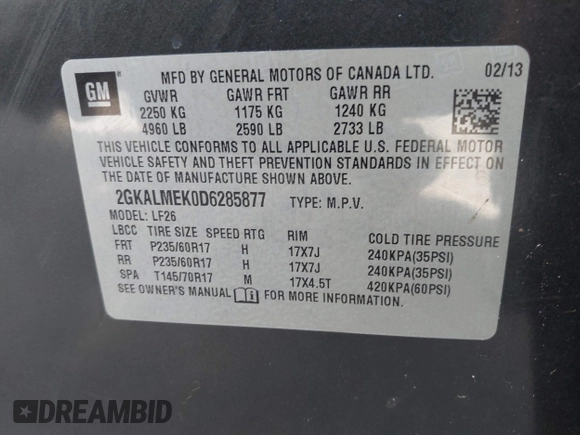 GM
MFD BY GENERAL MOTORS OF CANADA LTD. 02/13
GVWR GAWR FRT GAWR RR
2250 KG 1175 KG 1240 KG
4960 LB 2590 LB 2733 LB
THIS VEHICLE CONFORMS TO ALL APPLICABLE U.S. FEDERAL MOTOR
VEHICLE SAFETY AND THEFT PREVENTION STANDARDS IN EFFECT ON
THE DATE OF MANUFACTURE SHOWN ABOVE.
2GKALMEK0D6285877 TYPE: M.P.V.
MODEL: LF26
LBCC TIRE SIZE SPEED RTG RIM COLD TIRE PRESSURE
FRT P235/60R17 H 17X7J 240KPA(35PSI)
RR P235/60R17 H 17X7J 240KPA(35PSI)
SPA T145/70R17 M 17X4.5T 420KPA(60PSI)
SEE OWNER'S MANUAL FOR MORE INFORMATION.
DREAMBID